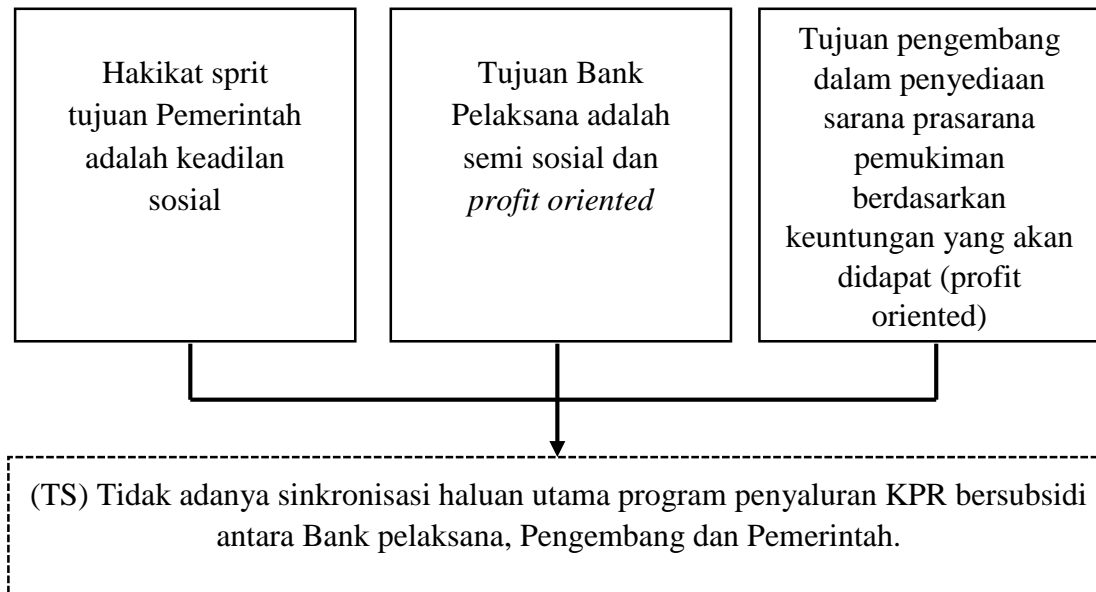 Hakikat sprit
tujuan Pemerintah
adalah keadilan
sosial
Tujuan Bank
Pelaksana adalah
semi sosial dan
profit oriented
Tujuan pengembang
dalam penyediaan
sarana prasarana
pemukiman
berdasarkan
keuntungan yang akan
didapat (profit
oriented)
(TS) Tidak adanya sinkronisasi haluan utama program penyaluran KPR bersubsidi
antara Bank pelaksana, Pengembang dan Pemerintah.